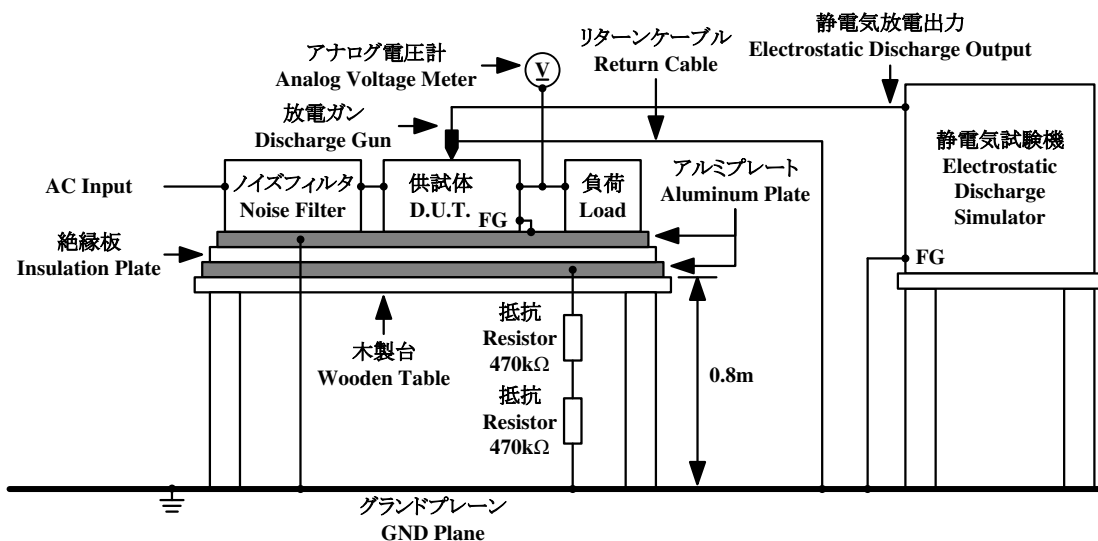 静電気放電出力
Electrostatic Discharge Output
リターンケーブル
Return Cable
アナログ電圧計
Analog Voltage Meter
V
放電ガン
Discharge Gun
静電気試験機
Electrostatic
Discharge
Simulator
アルミプレート
Aluminum Plate
AC Input
ノイズフィルタ
Noise Filter
供試体
D.U.T.
FG
負荷
Load
絶縁板
Insulation Plate
FG
抵抗
Resistor
470kΩ
木製台
Wooden Table
0.8m
抵抗
Resistor
470kΩ
グランドプレーン
GND Plane